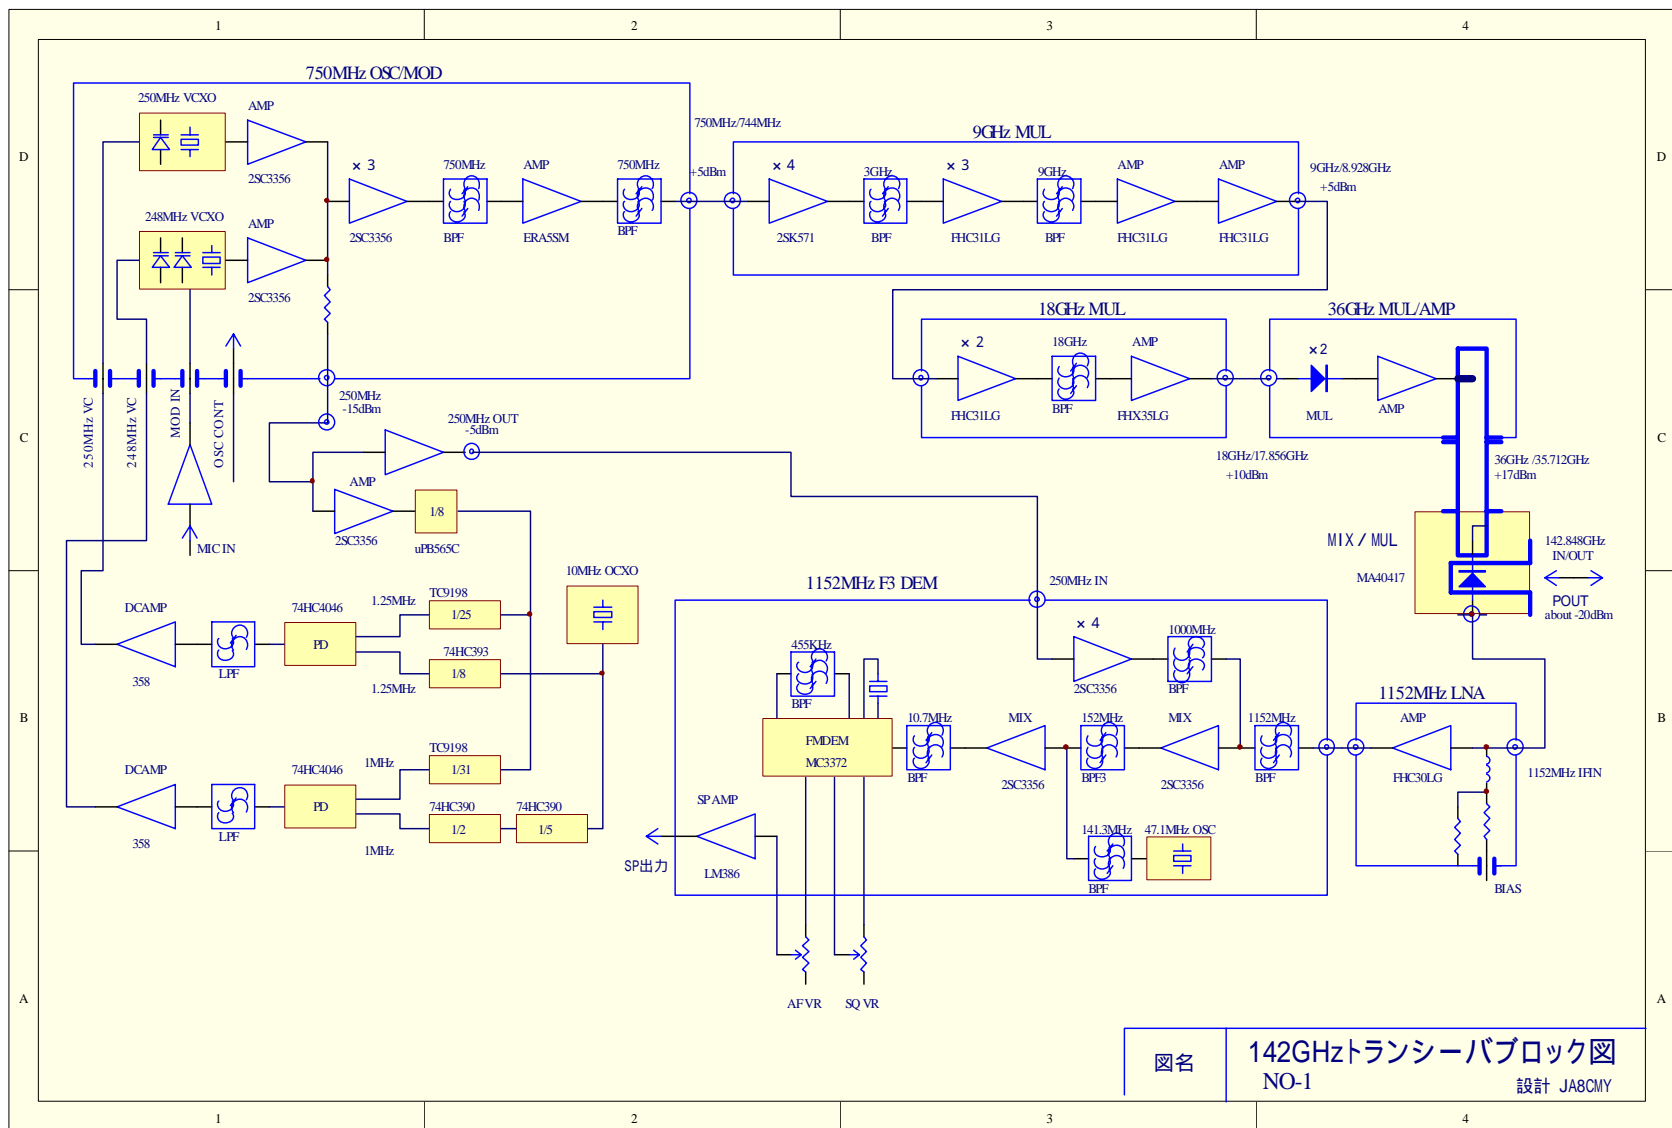 1 2 3 4
D
C
B
A
D
C
B
A
1 2 3 4
750MHz OSC/MOD
250MHz VCXO
AMP
2SC3356
248MHz VCXO
AMP
2SC3356
× 3
2SC3356
750MHz
BPF
AMP
ERA5SM
750MHz
BPF
750MHz/744MHz
+5dBm
9GHz MUL
× 4
2SK571
3GHz
BPF
× 3
FHC31LG
9GHz
BPF
AMP
FHC31LG
AMP
FHC31LG
9GHz/8.928GHz
+5dBm
250MHz VC
248MHz VC
MOD IN
OSC CONT
250MHz
-15dBm
18GHz MUL
× 2
FHC31LG
18GHz
BPF
AMP
FHX35LG
18GHz/17.856GHz
+10dBm
36GHz MUL/AMP
×2
MUL
AMP
36GHz /35.712GHz
+17dBm
250MHz OUT
-5dBm
AMP
2SC3356
1/8
uPB565C
MIC IN
MIX / MUL
MA40417
142.848GHz
IN/OUT
POUT
about -20dBm
10MHz OCXO
DCAMP
358
LPF
74HC4046
PD
1.25MHz
1.25MHz
TC9198
1/25
74HC393
1/8
DCAMP
358
LPF
74HC4046
PD
1MHz
1MHz
TC9198
1/31
74HC390
1/2
74HC390
1/5
1152MHz F3 DEM
250MHz IN
× 4
2SC3356
1000MHz
BPF
455KHz
BPF
FMDEM
MC3372
10.7MHz
BPF
MIX
2SC3356
152MHz
BPF3
MIX
2SC3356
1152MHz
BPF
141.3MHz
BPF
47.1MHz OSC
SP AMP
LM386
SP出力
AF VR
SQ VR
1152MHz LNA
AMP
FHC30LG
1152MHz IFIN
BIAS
図名
142GHzトランシーバブロック図
NO-1
設計 JA8CMY